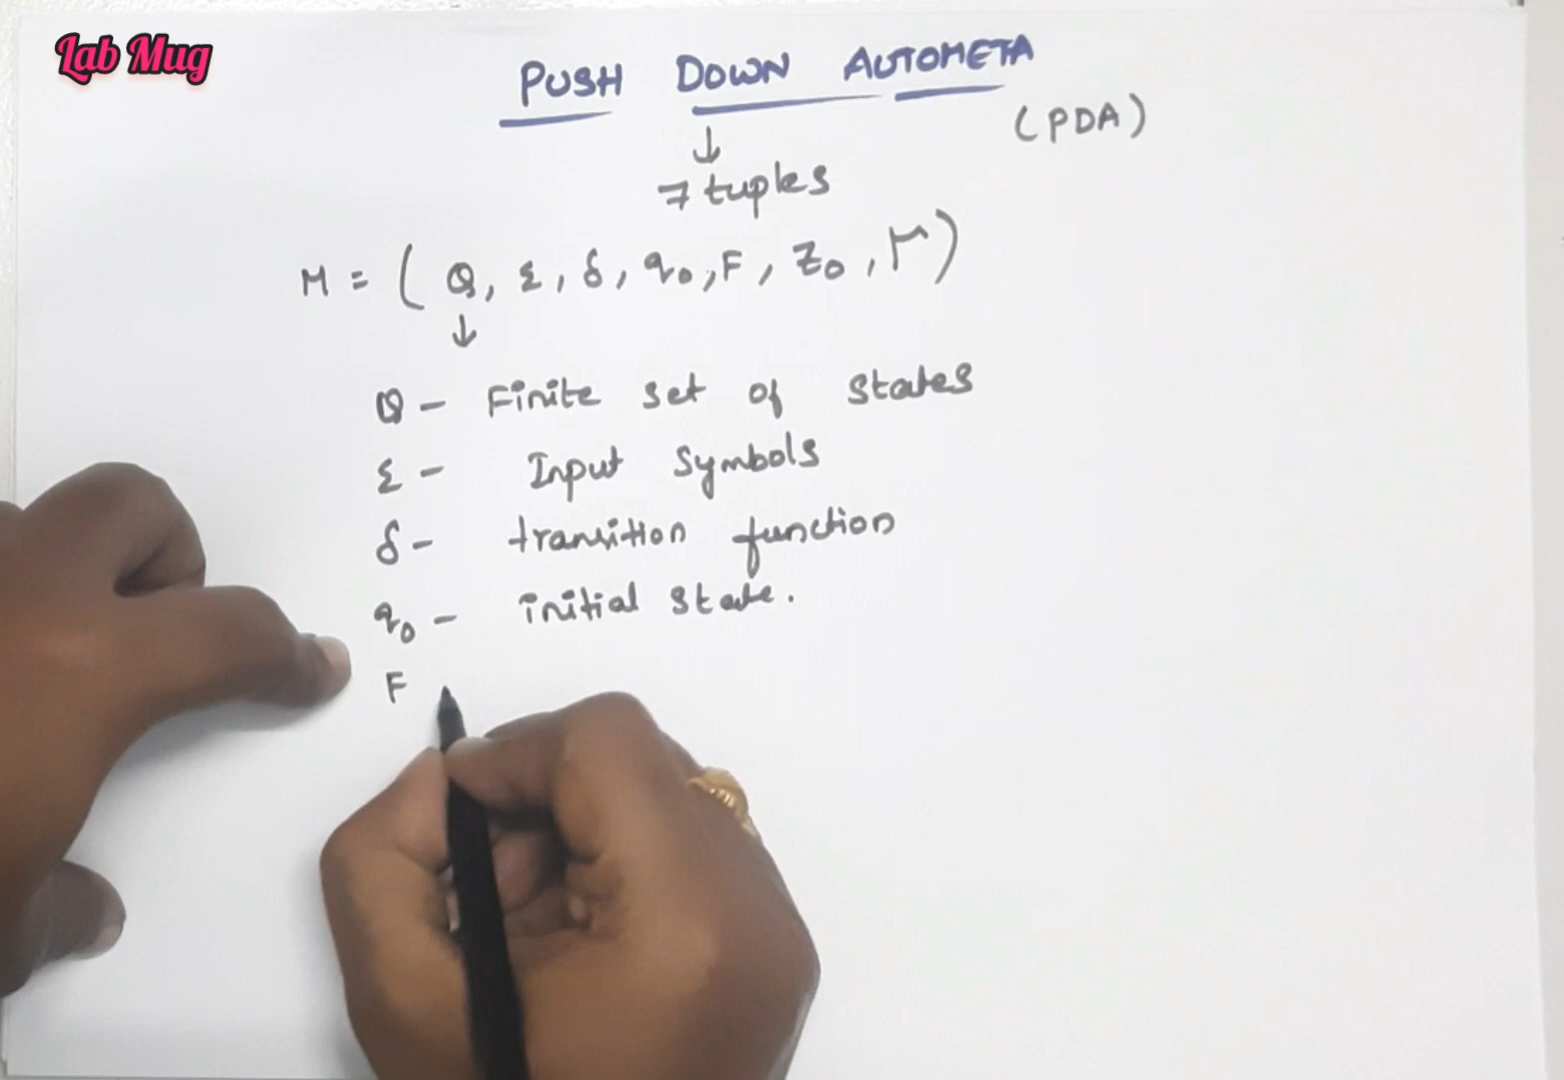 Lab Mug
PUSH DOWN AUTOMETA
(PDA)
↓
7 tuples
M = ( Q, Σ, δ, q₀, F, Z₀, Γ)
↓
Q - Finite set of states
Σ - Input Symbols
δ - transition function
q₀ - initial state.
F